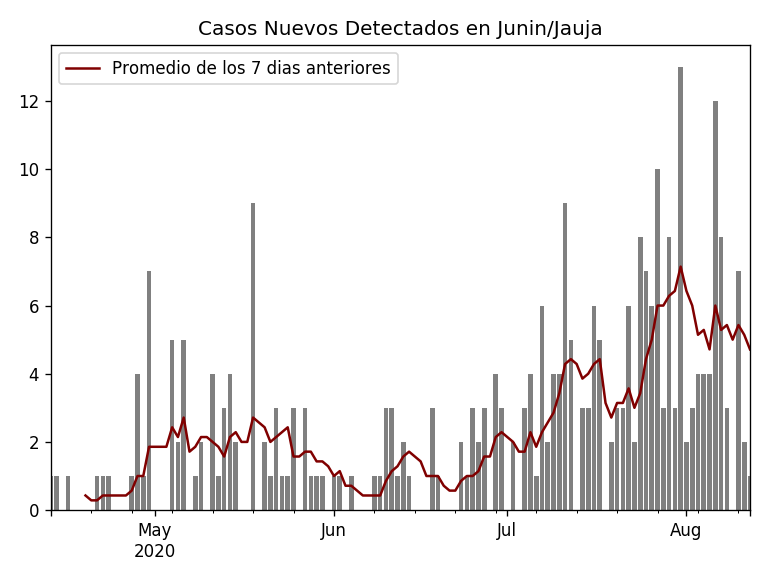 Casos Nuevos Detectados en Junin/Jauja
Promedio de los 7 dias anteriores
12
10
8
6
4
2
0
May
2020
Jun
Jul
Aug